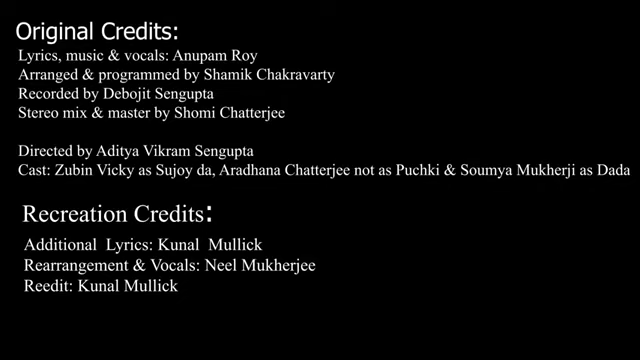 Original Credits:
Lyrics, music & vocals: Anupam Roy
Arranged & programmed by Shamik Chakravarty
Recorded by Debojit Sengupta
Stereo mix & master by Shomi Chatterjee
Directed by Aditya Vikram Sengupta
Cast: Zubin Vicky as Sujoy da, Aradhana Chatterjee not as Puchki & Soumya Mukherji as Dada
Recreation Credits:
Additional Lyrics: Kunal Mullick
Rearrangement & Vocals: Neel Mukherjee
Reedit: Kunal Mullick